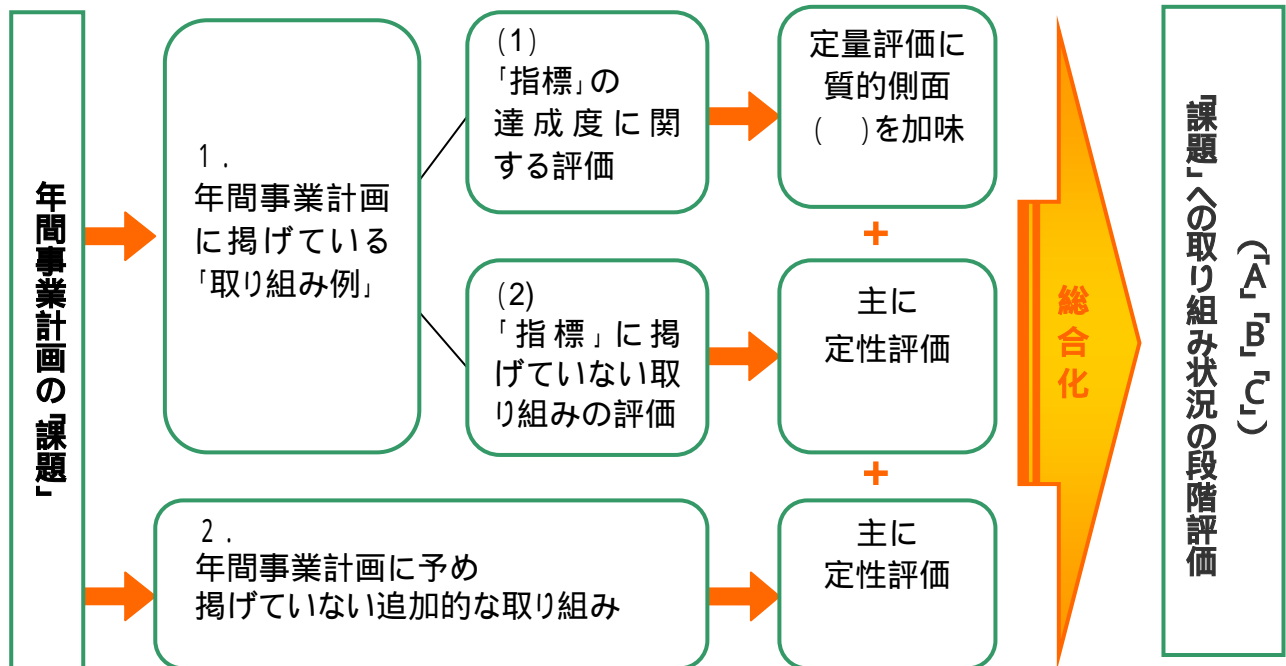 年間事業計画の「課題」
1.
年間事業計画
に掲げている
「取り組み例」
(1)
「指標」の
達成度に関
する評価
定量評価に
質的側面
(　)を加味
+
(2)
「指標」に掲
げていない取
り組みの評価
主に
定性評価
+
2.
年間事業計画に予め
掲げていない追加的な取り組み
主に
定性評価
総合化
「課題」への取り組み状況の段階評価
(「A」「B」「C」)